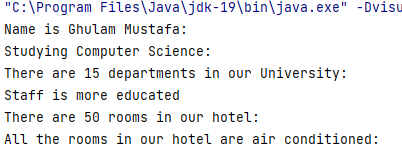 "C:\Program Files\Java\jdk-19\bin\java.exe" -Dvisu
Name is Ghulam Mustafa:
Studying Computer Science:
There are 15 departments in our University:
Staff is more educated
There are 50 rooms in our hotel:
All the rooms in our hotel are air conditioned: